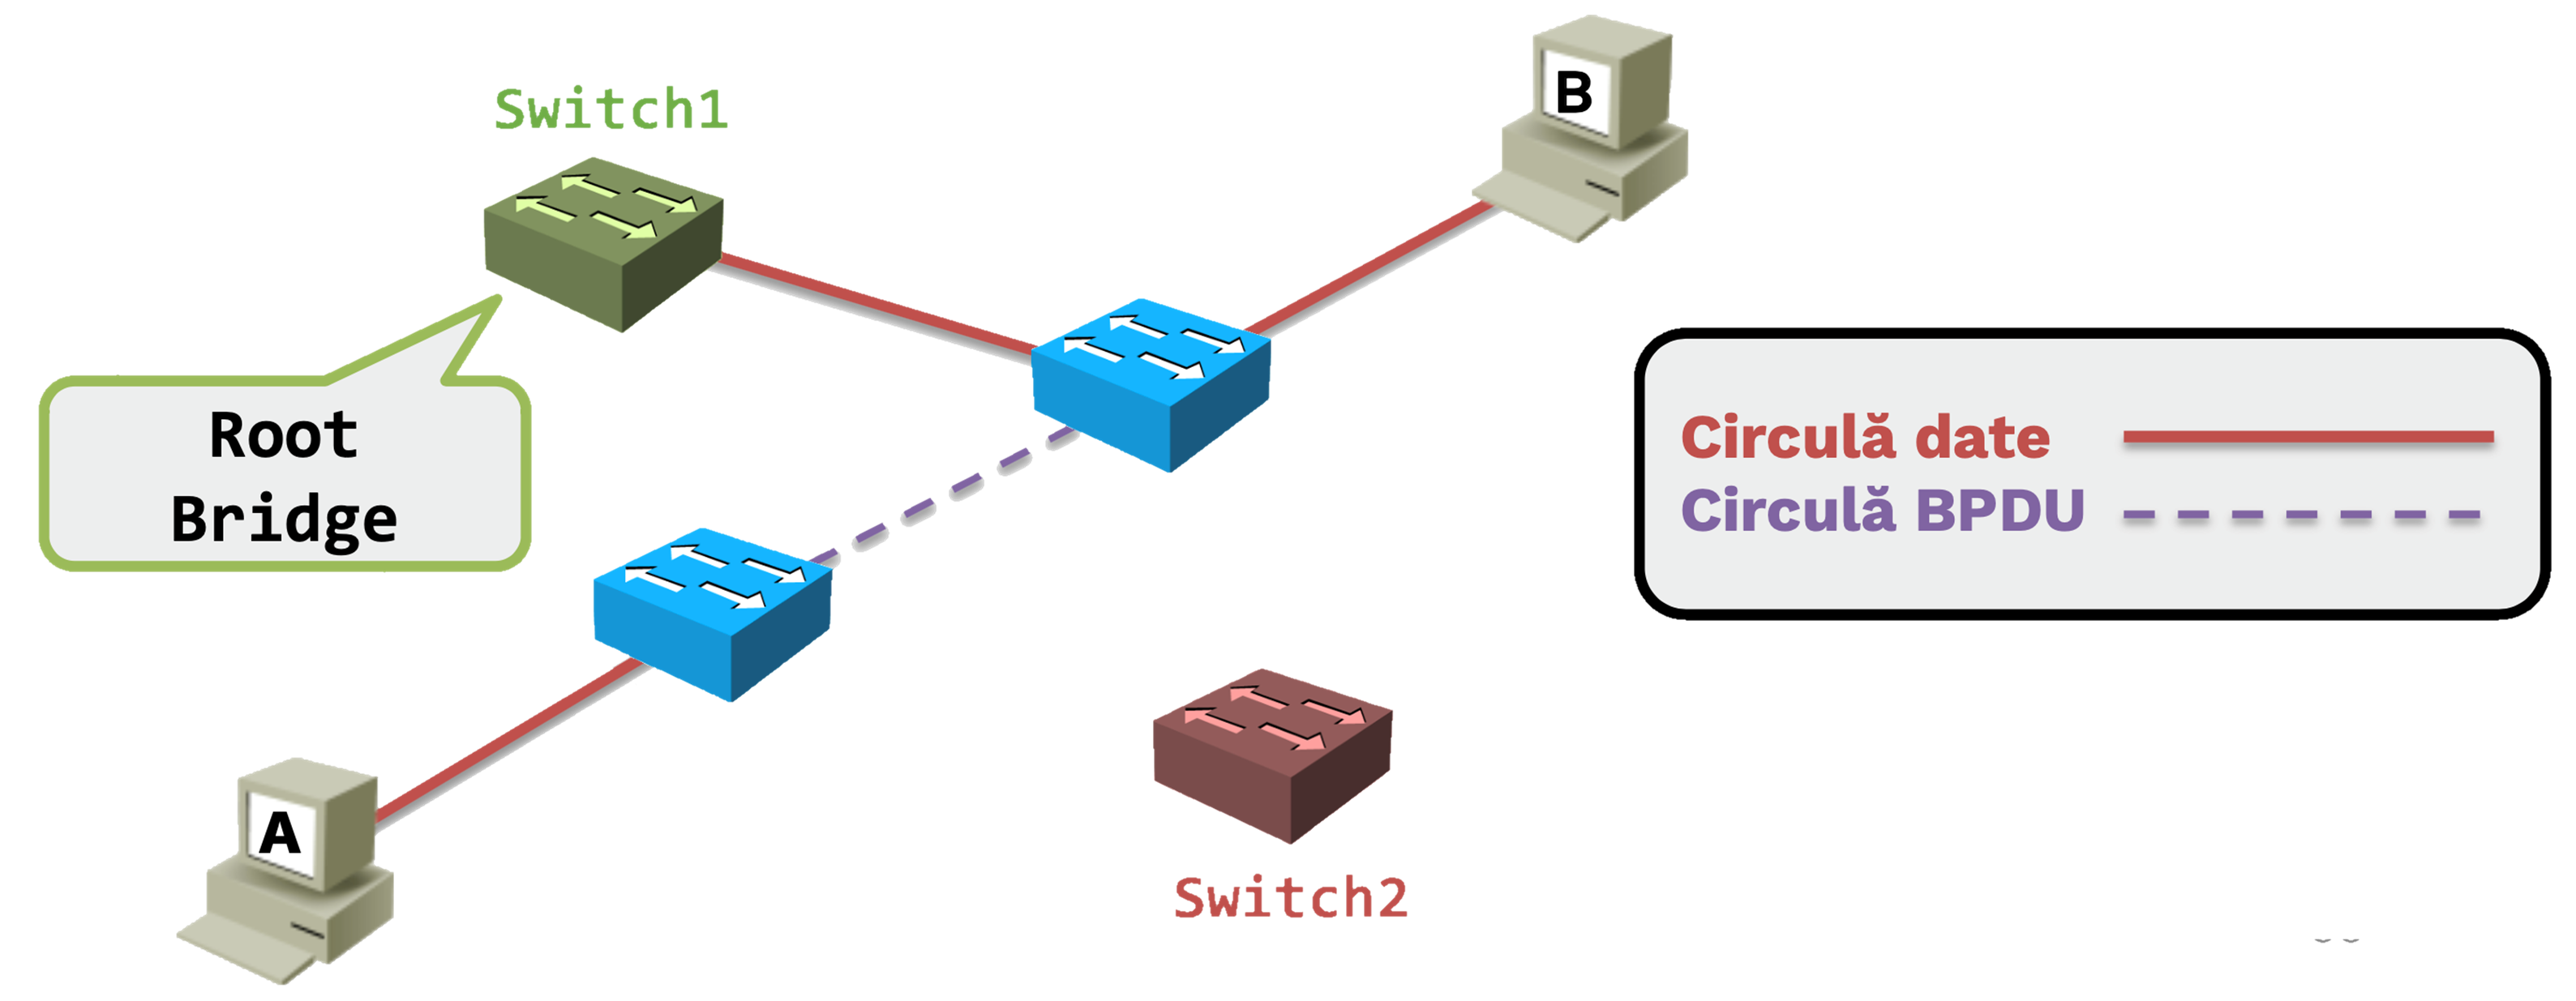 Switch1
B
Root
Bridge
Circulă date
Circulă BPDU
A
Switch2